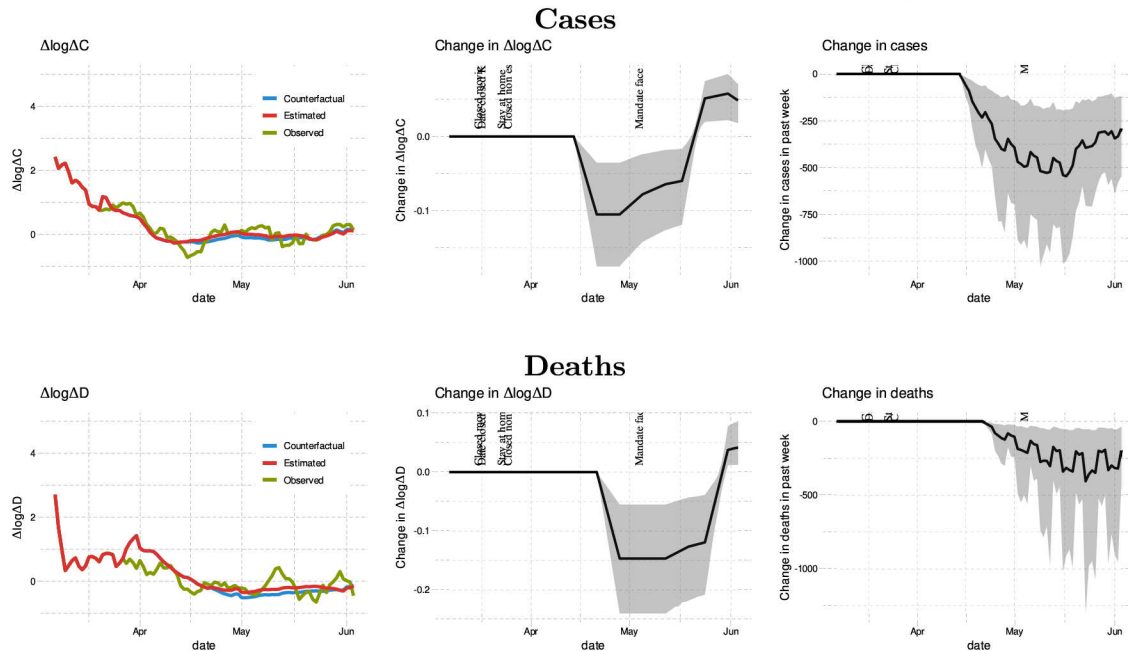 Cases
ΔlogΔC
ΔlogΔC
4
2
0
Counterfactual
Estimated
Observed
Apr
May
Jun
date
Change in ΔlogΔC
Change in ΔlogΔC
0.0
-0.1
Stay at home
Closed non es
Mandate face
Apr
May
Jun
date
Change in cases
Change in cases in past week
0
-250
-500
-750
-1000
M
Apr
May
Jun
date
Deaths
ΔlogΔD
ΔlogΔD
4
2
0
Counterfactual
Estimated
Observed
Apr
May
Jun
date
Change in ΔlogΔD
Change in ΔlogΔD
0.1
0.0
-0.1
-0.2
Stay at hom
Closed non
Mandate fac
Apr
May
Jun
date
Change in deaths
Change in deaths in past week
0
-500
-1000
M
Apr
May
Jun
date